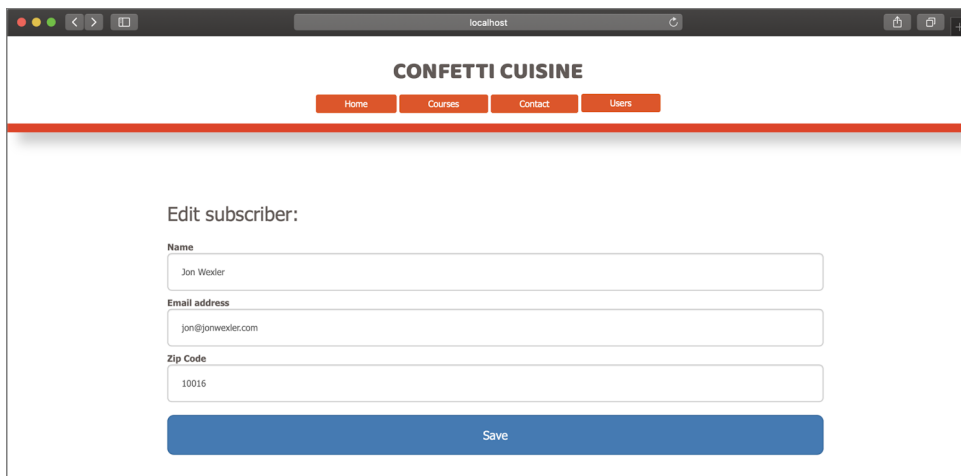 localhost
CONFETTI CUISINE
Home Courses Contact Users
Edit subscriber:
Name
Jon Wexler
Email address
jon@jonwexler.com
Zip Code
10016
Save